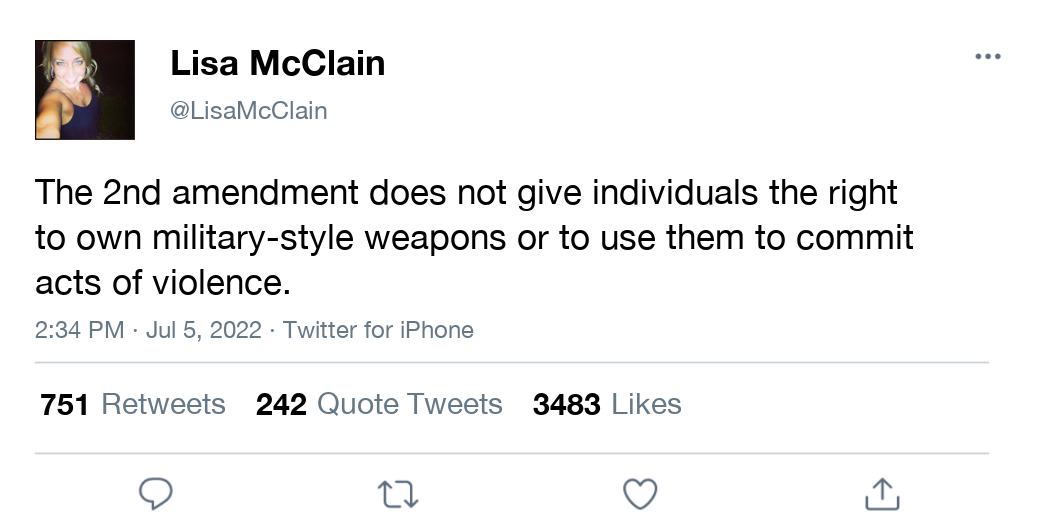 Lisa McClain
@LisaMcClain
The 2nd amendment does not give individuals the right
to own military-style weapons or to use them to commit
acts of violence.
2:34 PM · Jul 5, 2022 · Twitter for iPhone
751 Retweets 242 Quote Tweets 3483 Likes